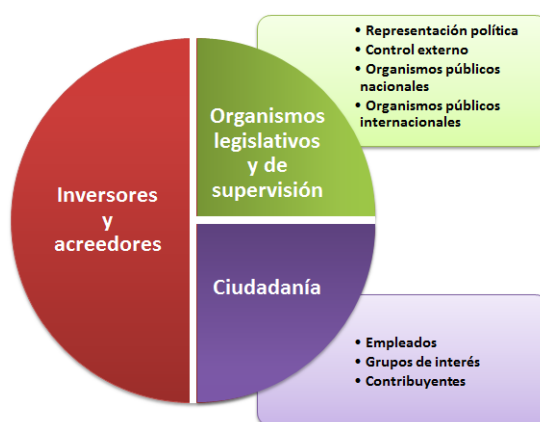 • Representación política
• Control externo
• Organismos públicos
nacionales
• Organismos públicos
internacionales
Organismos
legislativos
y de
supervisión
Inversores
y
acreedores
Ciudadanía
• Empleados
• Grupos de interés
• Contribuyentes